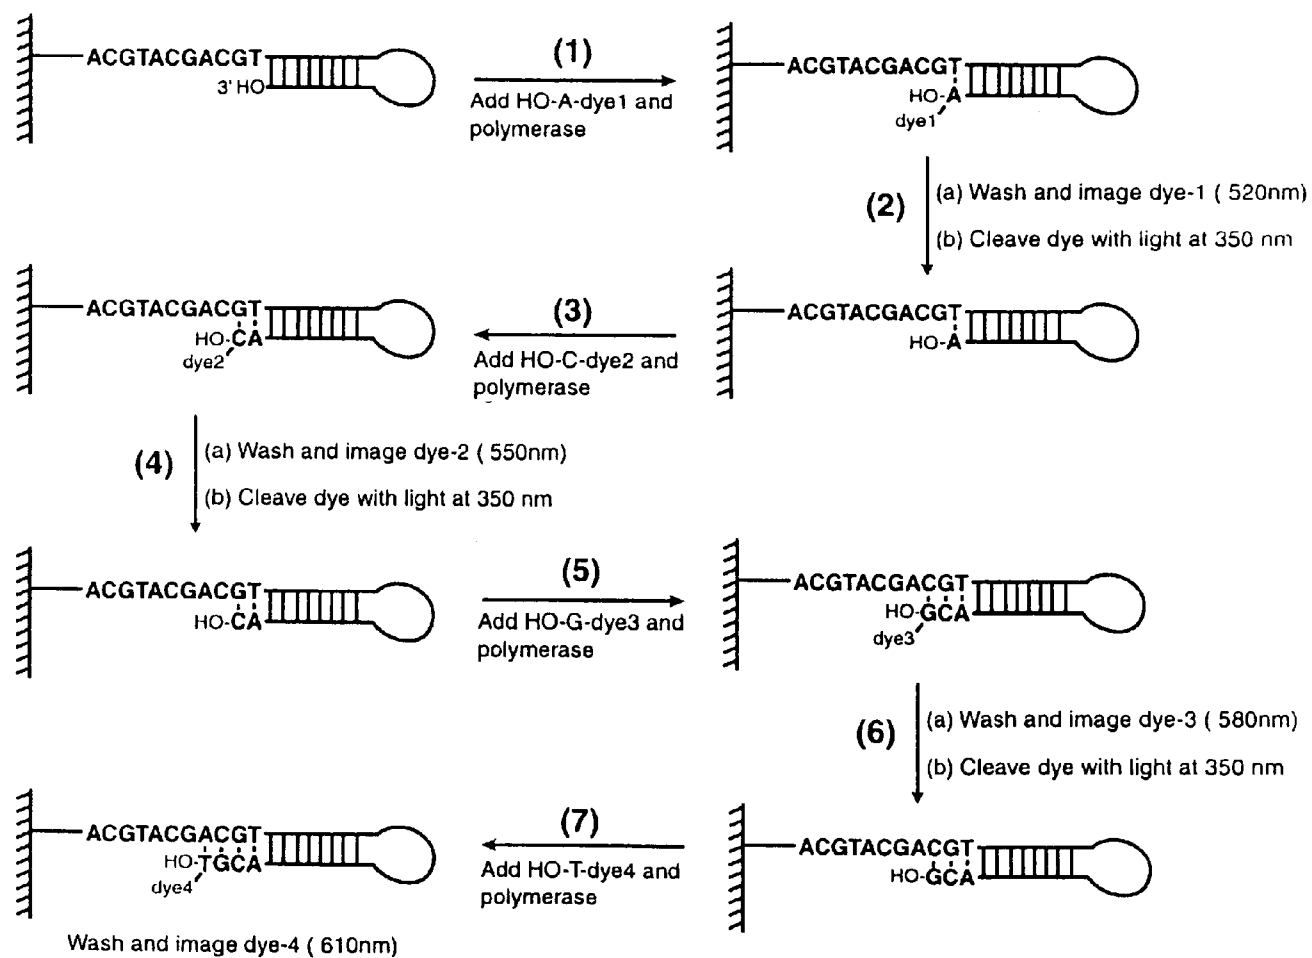 ACGTACGACGT
3' HO
(1)
Add HO-A-dye1 and
polymerase
ACGTACGACGT
HO-A
dye1
(2)
(a) Wash and image dye-1 ( 520nm)
(b) Cleave dye with light at 350 nm
ACGTACGACGT
HO-A
(3)
Add HO-C-dye2 and
polymerase
ACGTACGACGT
HO-CA
dye2
(4)
(a) Wash and image dye-2 ( 550nm)
(b) Cleave dye with light at 350 nm
ACGTACGACGT
HO-CA
(5)
Add HO-G-dye3 and
polymerase
ACGTACGACGT
HO-GCA
dye3
(6)
(a) Wash and image dye-3 ( 580nm)
(b) Cleave dye with light at 350 nm
ACGTACGACGT
HO-GCA
(7)
Add HO-T-dye4 and
polymerase
ACGTACGACGT
HO-TGCA
dye4
Wash and image dye-4 ( 610nm)